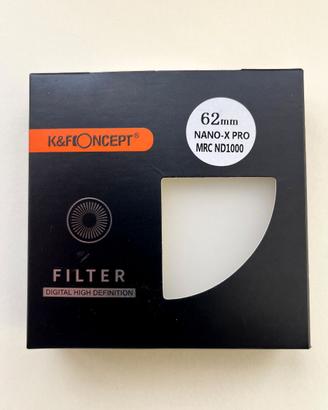 62mm
NANO-X PRO
MRC ND1000
K&F CONCEPT®
FILTER
DIGITAL HIGH DEFINITION